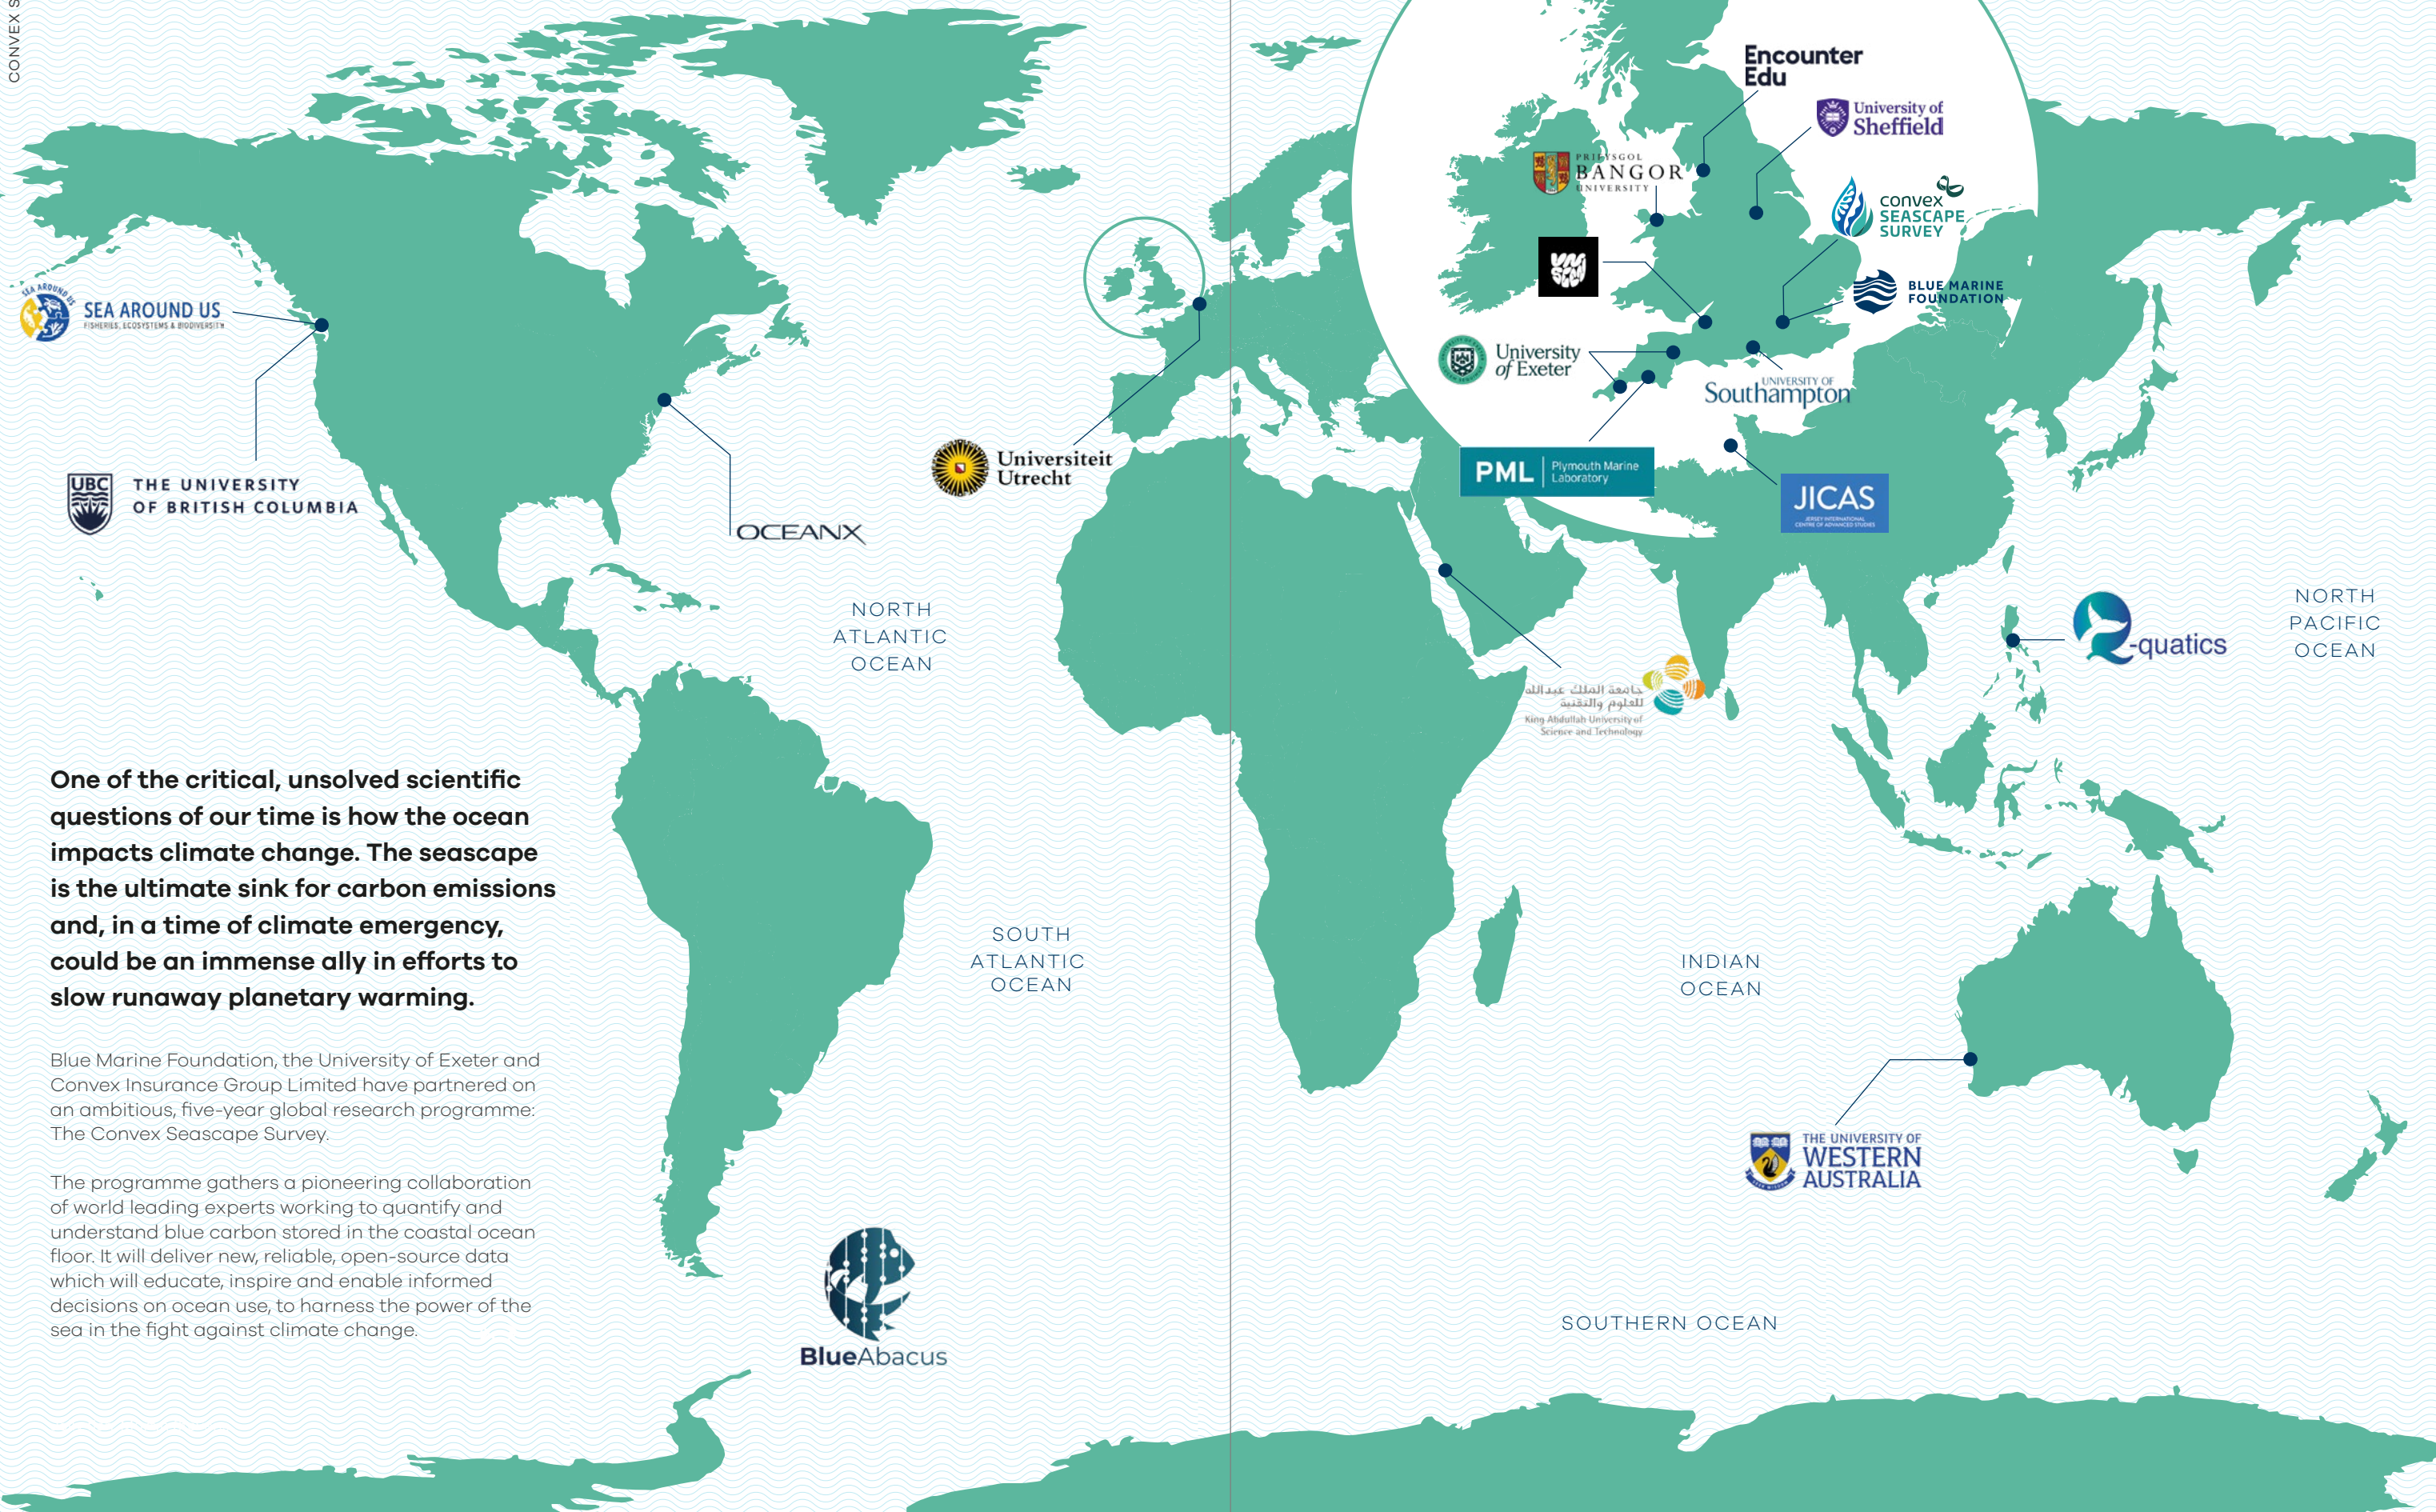 CONVEX S
Encounter
Edu
University of
Sheffield
PRIFYSGOL
BANGOR
UNIVERSITY
convex
SEASCAPE
SURVEY
BLUE MARINE
FOUNDATION
SEA AROUND US
SEA AROUND US
FISHERIES, ECOSYSTEMS & BIODIVERSITY
University
of Exeter
UNIVERSITY OF
Southampton
PML
Plymouth Marine
Laboratory
JICAS
JERSEY INTERNATIONAL
CENTRE OF ADVANCED STUDIES
UBC
THE UNIVERSITY
OF BRITISH COLUMBIA
OCEANX
Universiteit
Utrecht
NORTH
ATLANTIC
OCEAN
NORTH
PACIFIC
OCEAN
Q-quatics
جامعة الملك عبدالله
للعلوم والتقنية
King Abdullah University of
Science and Technology
One of the critical, unsolved scientific
questions of our time is how the ocean
impacts climate change. The seascape
is the ultimate sink for carbon emissions
and, in a time of climate emergency,
could be an immense ally in efforts to
slow runaway planetary warming.
Blue Marine Foundation, the University of Exeter and
Convex Insurance Group Limited have partnered on
an ambitious, five-year global research programme:
The Convex Seascape Survey.
The programme gathers a pioneering collaboration
of world leading experts working to quantify and
understand blue carbon stored in the coastal ocean
floor. It will deliver new, reliable, open-source data
which will educate, inspire and enable informed
decisions on ocean use, to harness the power of the
sea in the fight against climate change.
SOUTH
ATLANTIC
OCEAN
INDIAN
OCEAN
THE UNIVERSITY OF
WESTERN
AUSTRALIA
BlueAbacus
SOUTHERN OCEAN